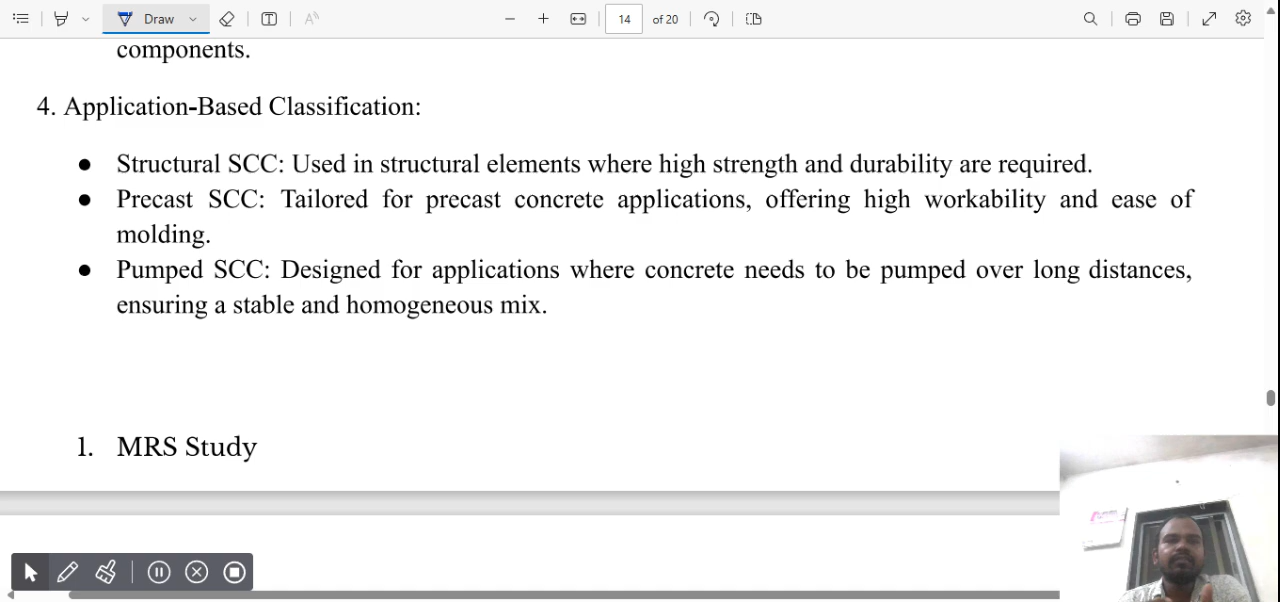 Draw
14
of 20
components.
4. Application-Based Classification:
● Structural SCC: Used in structural elements where high strength and durability are required.
● Precast SCC: Tailored for precast concrete applications, offering high workability and ease of
molding.
● Pumped SCC: Designed for applications where concrete needs to be pumped over long distances,
ensuring a stable and homogeneous mix.
1. MRS Study